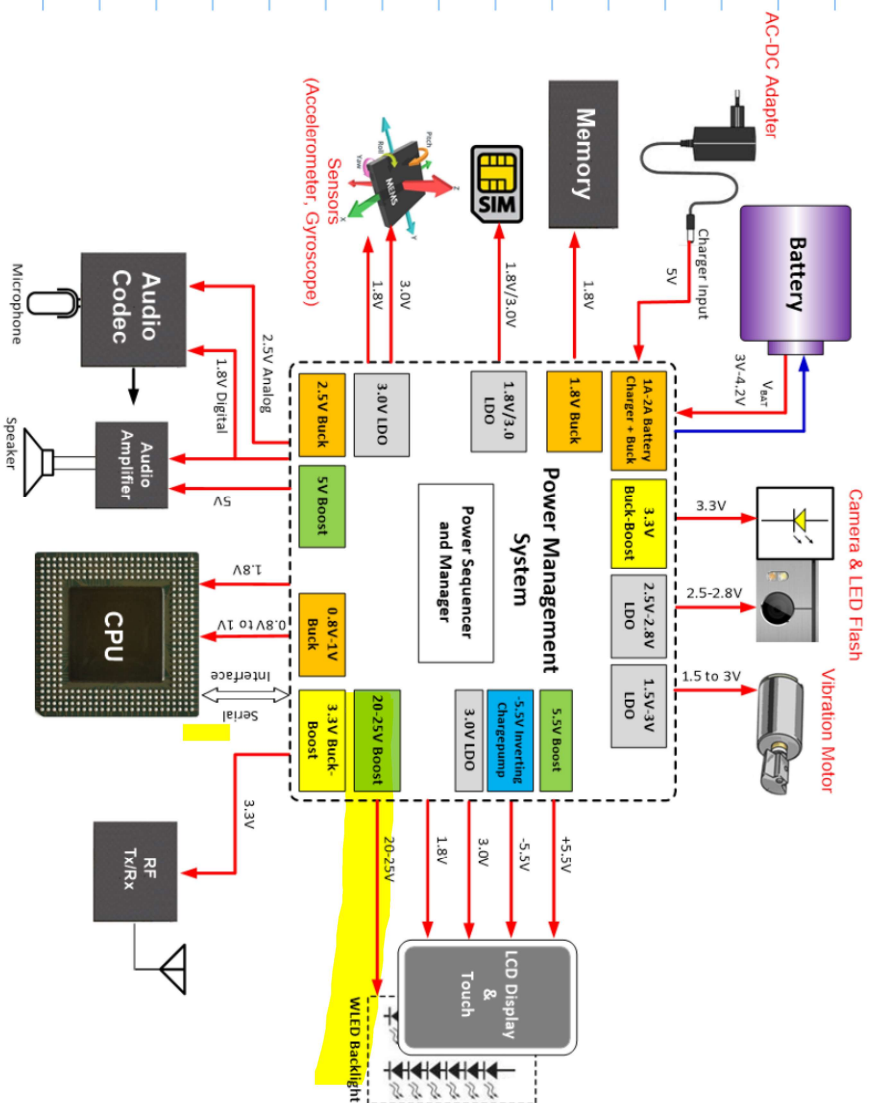 AC-DC Adapter
Charger Input
5V
Battery
VBAT
3V-4.2V
Camera & LED Flash
3.3V
2.5-2.8V
Vibration Motor
1.5 to 3V
Memory
1.8V
SIM
1.8V/3.0V
Sensors
(Accelerometer, Gyroscope)
MEMS
Pitch
Roll
Yaw
X
Y
Z
3.0V
1.8V
1A-2A Battery
Charger + Buck
3.3V
Buck-Boost
2.5V-2.8V
LDO
1.5V-3V
LDO
1.8V Buck
1.8V/3.0
LDO
3.0V LDO
2.5V Buck
5V Boost
0.8V-1V
Buck
3.3V Buck-
Boost
20-25V Boost
3.0V LDO
-5.5V Inverting
Chargepump
5.5V Boost
Power Management
System
Power Sequencer
and Manager
+5.5V
-5.5V
3.0V
1.8V
20-25V
LCD Display
&
Touch
WLED Backlight
Audio
Codec
Microphone
2.5V Analog
1.8V Digital
Audio
Amplifier
Speaker
5V
CPU
1.8V
0.8V to 1V
Serial
Interface
3.3V
RF
Tx/Rx